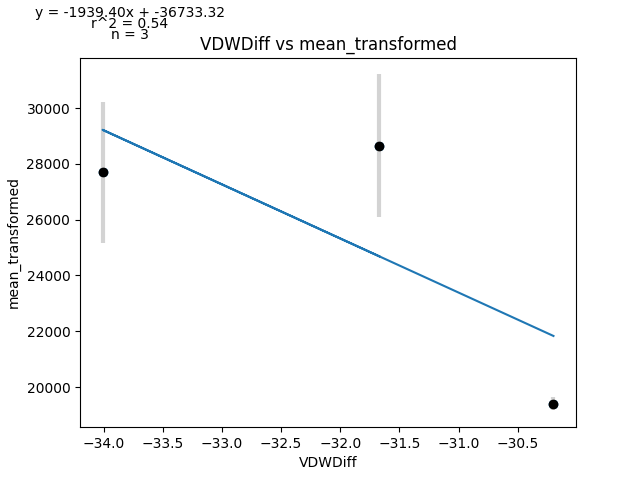 y = -1939.40x + -36733.32
r^2 = 0.54
n = 3
VDWDiff vs mean_transformed
mean_transformed
30000
28000
26000
24000
22000
20000
−34.0 −33.5 −33.0 −32.5 −32.0 −31.5 −31.0 −30.5
VDWDiff